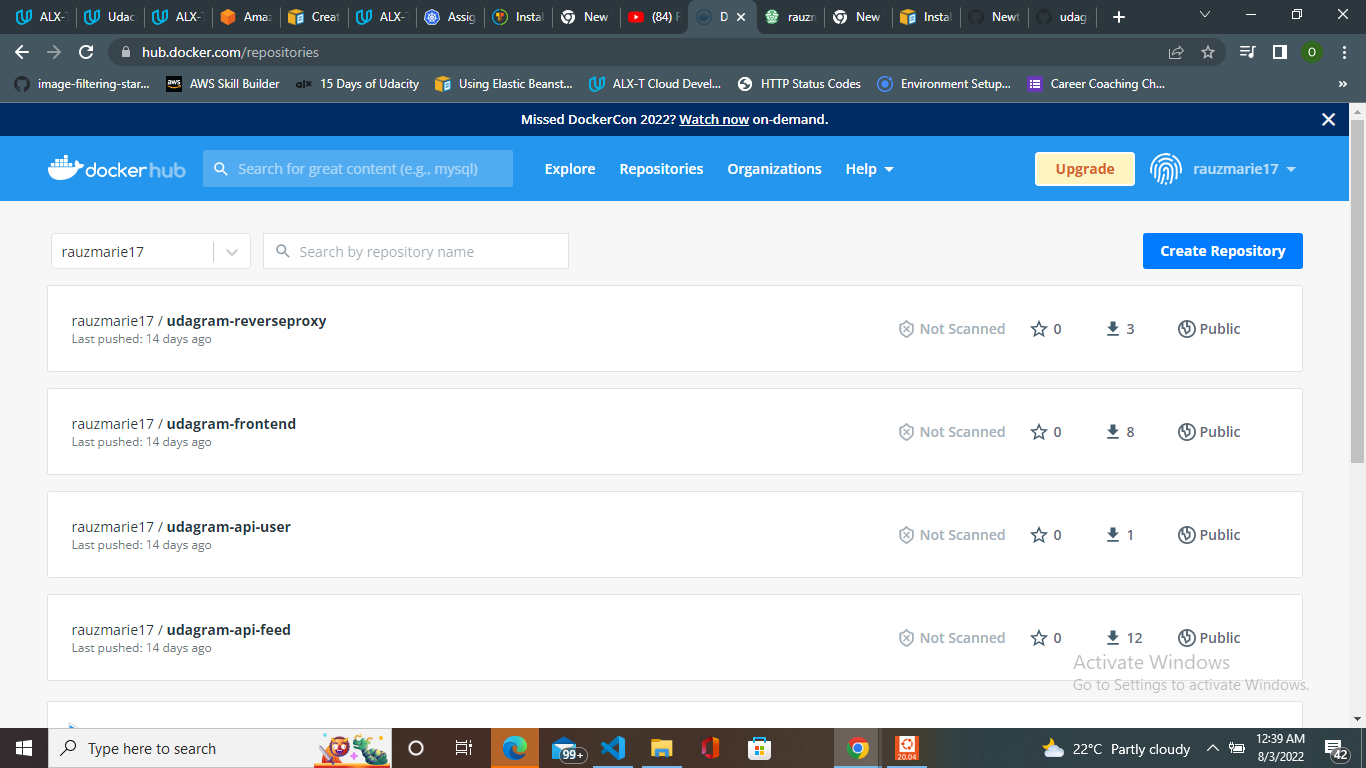 ALX-T
Udac
ALX-T
Amaz
Creat
ALX-T
Assig
Instal
New
(84) F
D
rauzm
New
Instal
Newt
udag
hub.docker.com/repositories
O
image-filtering-star...
aws
AWS Skill Builder
alx
15 Days of Udacity
Using Elastic Beanst...
ALX-T Cloud Devel...
HTTP Status Codes
Environment Setup...
Career Coaching Ch...
»
Missed DockerCon 2022? Watch now on-demand.
dockerhub
Search for great content (e.g., mysql)
Explore
Repositories
Organizations
Help
Upgrade
rauzmarie17
rauzmarie17
Search by repository name
Create Repository
rauzmarie17 / udagram-reverseproxy
Last pushed: 14 days ago
Not Scanned
0
3
Public
rauzmarie17 / udagram-frontend
Last pushed: 14 days ago
Not Scanned
0
8
Public
rauzmarie17 / udagram-api-user
Last pushed: 14 days ago
Not Scanned
0
1
Public
rauzmarie17 / udagram-api-feed
Last pushed: 14 days ago
Not Scanned
0
12
Public
Activate Windows
Go to Settings to activate Windows.
Type here to search
99+
20.04
22°C Partly cloudy
12:39 AM
8/3/2022
42